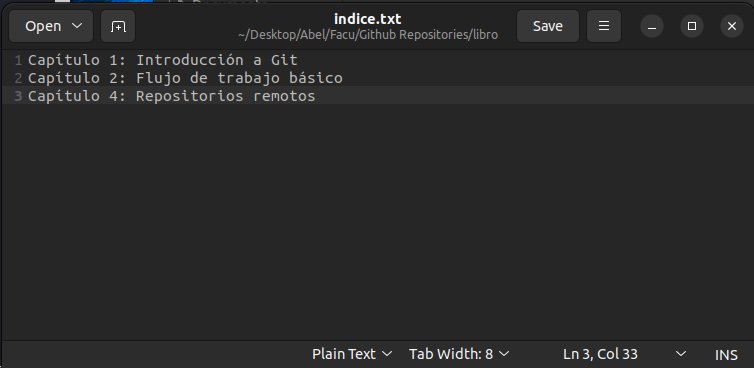 Open
indice.txt
~/Desktop/Abel/Facu/Github Repositories/libro
Save
1 Capítulo 1: Introducción a Git
2 Capítulo 2: Flujo de trabajo básico
3 Capítulo 4: Repositorios remotos
Plain Text
Tab Width: 8
Ln 3, Col 33
INS